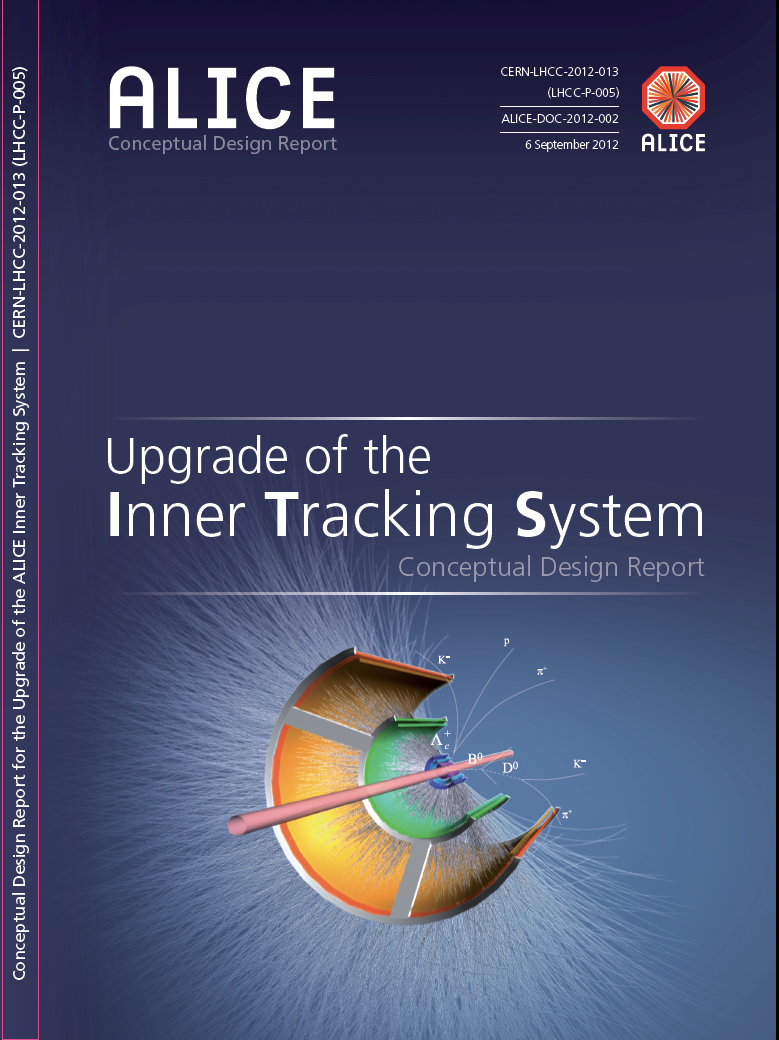 Conceptual Design Report for the Upgrade of the ALICE Inner Tracking System | CERN-LHCC-2012-013 (LHCC-P-005)
ALICE
Conceptual Design Report
CERN-LHCC-2012-013
(LHCC-P-005)
ALICE-DOC-2012-002
6 September 2012
ALICE
Upgrade of the
Inner Tracking System
Conceptual Design Report
p
K⁻
π⁺
Λc⁺
B⁰
D⁰
K⁻
π⁺